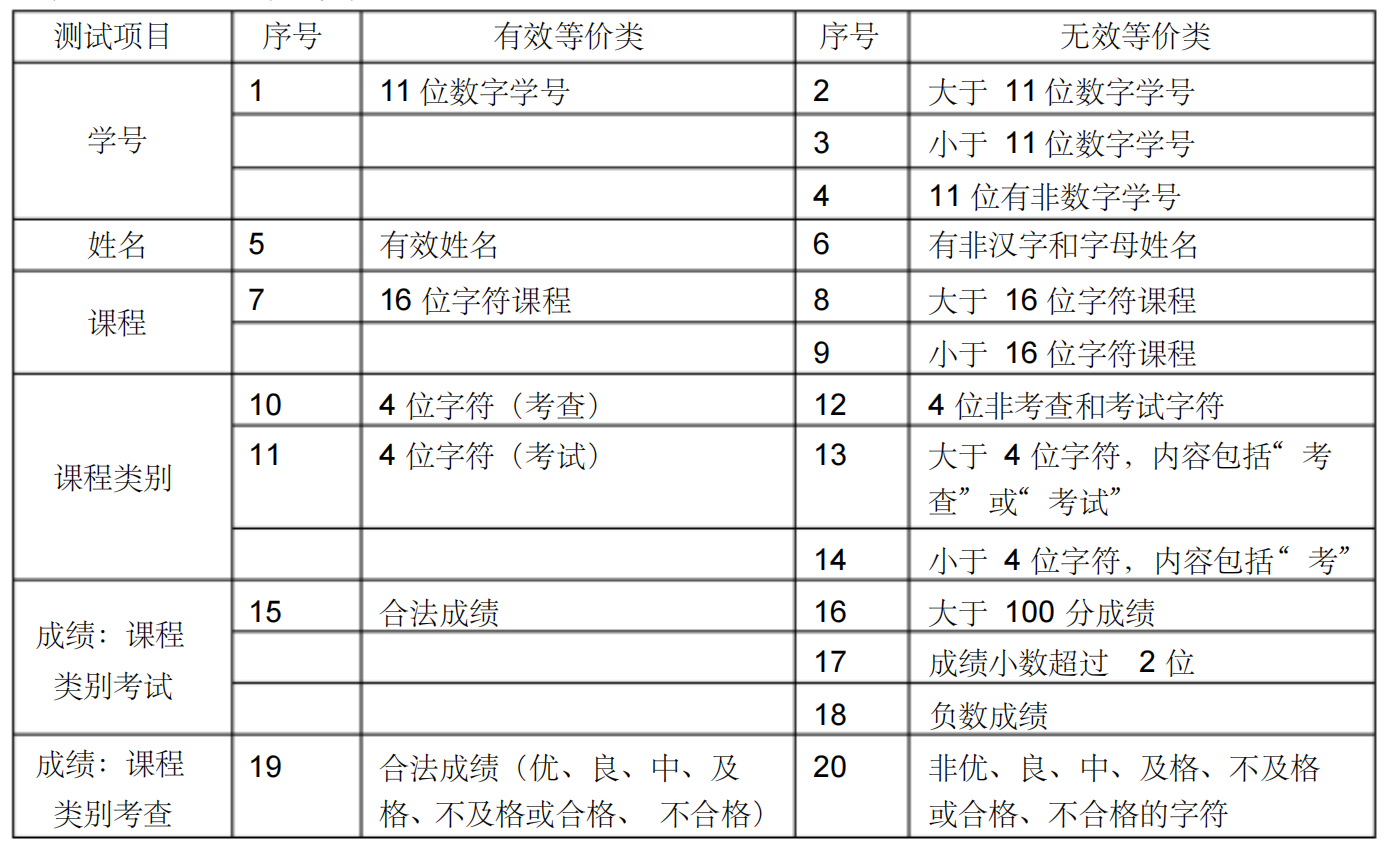 测试项目 序号 有效等价类 序号 无效等价类
学号 1 11 位数字学号 2 大于 11 位数字学号
3 小于 11 位数字学号
4 11 位有非数字学号
姓名 5 有效姓名 6 有非汉字和字母姓名
课程 7 16 位字符课程 8 大于 16 位字符课程
9 小于 16 位字符课程
课程类别 10 4 位字符（考查） 12 4 位非考查和考试字符
11 4 位字符（考试） 13 大于 4 位字符，内容包括“ 考
查”或“ 考试”
14 小于 4 位字符，内容包括“ 考”
成绩：课程
类别考试
15 合法成绩 16 大于 100 分成绩
17 成绩小数超过 2 位
18 负数成绩
成绩：课程
类别考查
19 合法成绩（优、良、中、及
格、不及格或合格、 不合格）
20 非优、良、中、及格、不及格
或合格、不合格的字符